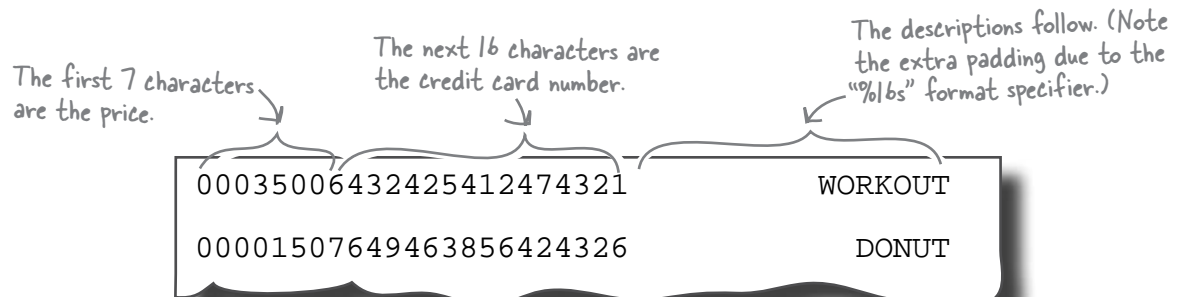 The first 7 characters
are the price.
The next 16 characters are
the credit card number.
The descriptions follow. (Note
the extra padding due to the
“%16s” format specifier.)
00035006432425412474321 WORKOUT
00001507649463856424326 DONUT